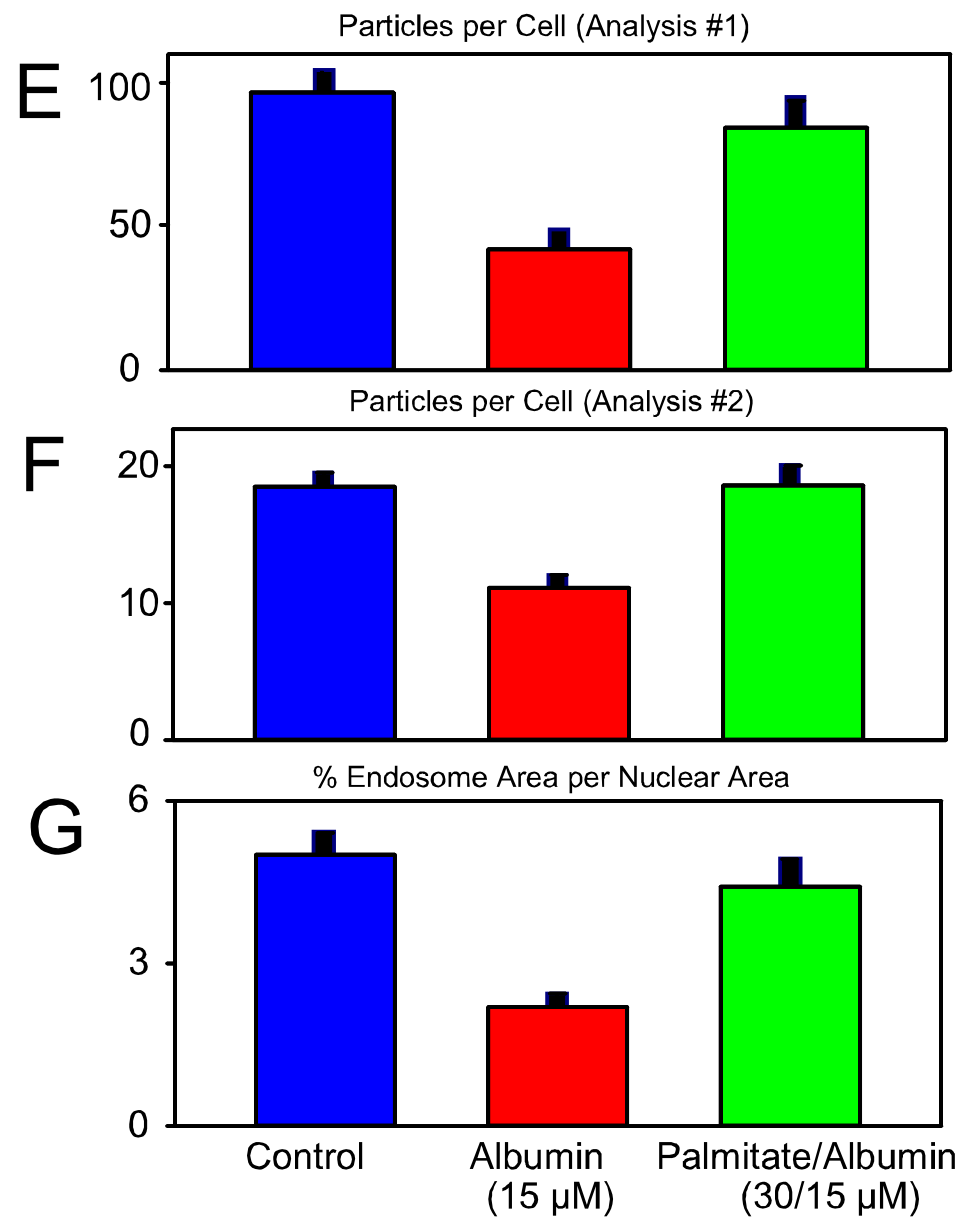 Particles per Cell (Analysis #1)
E
100
50
0
Particles per Cell (Analysis #2)
F
20
10
0
% Endosome Area per Nuclear Area
G
6
3
0
Control Albumin Palmitate/Albumin
(15 µM) (30/15 µM)